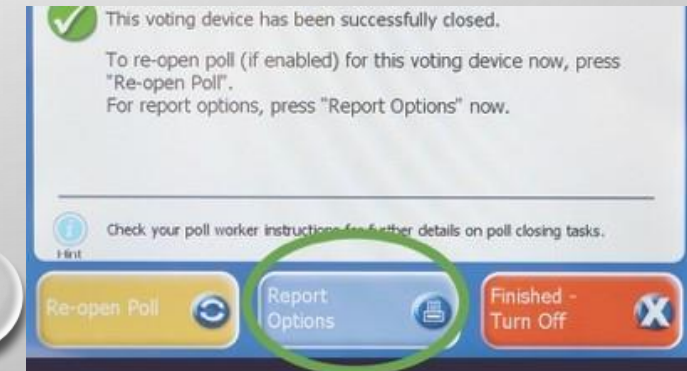 This voting device has been successfully closed.
To re-open poll (if enabled) for this voting device now, press
"Re-open Poll".
For report options, press "Report Options" now.
Check your poll worker instructions for further details on poll closing tasks.
Hint
Re-open Poll
Report
Options
Finished -
Turn Off